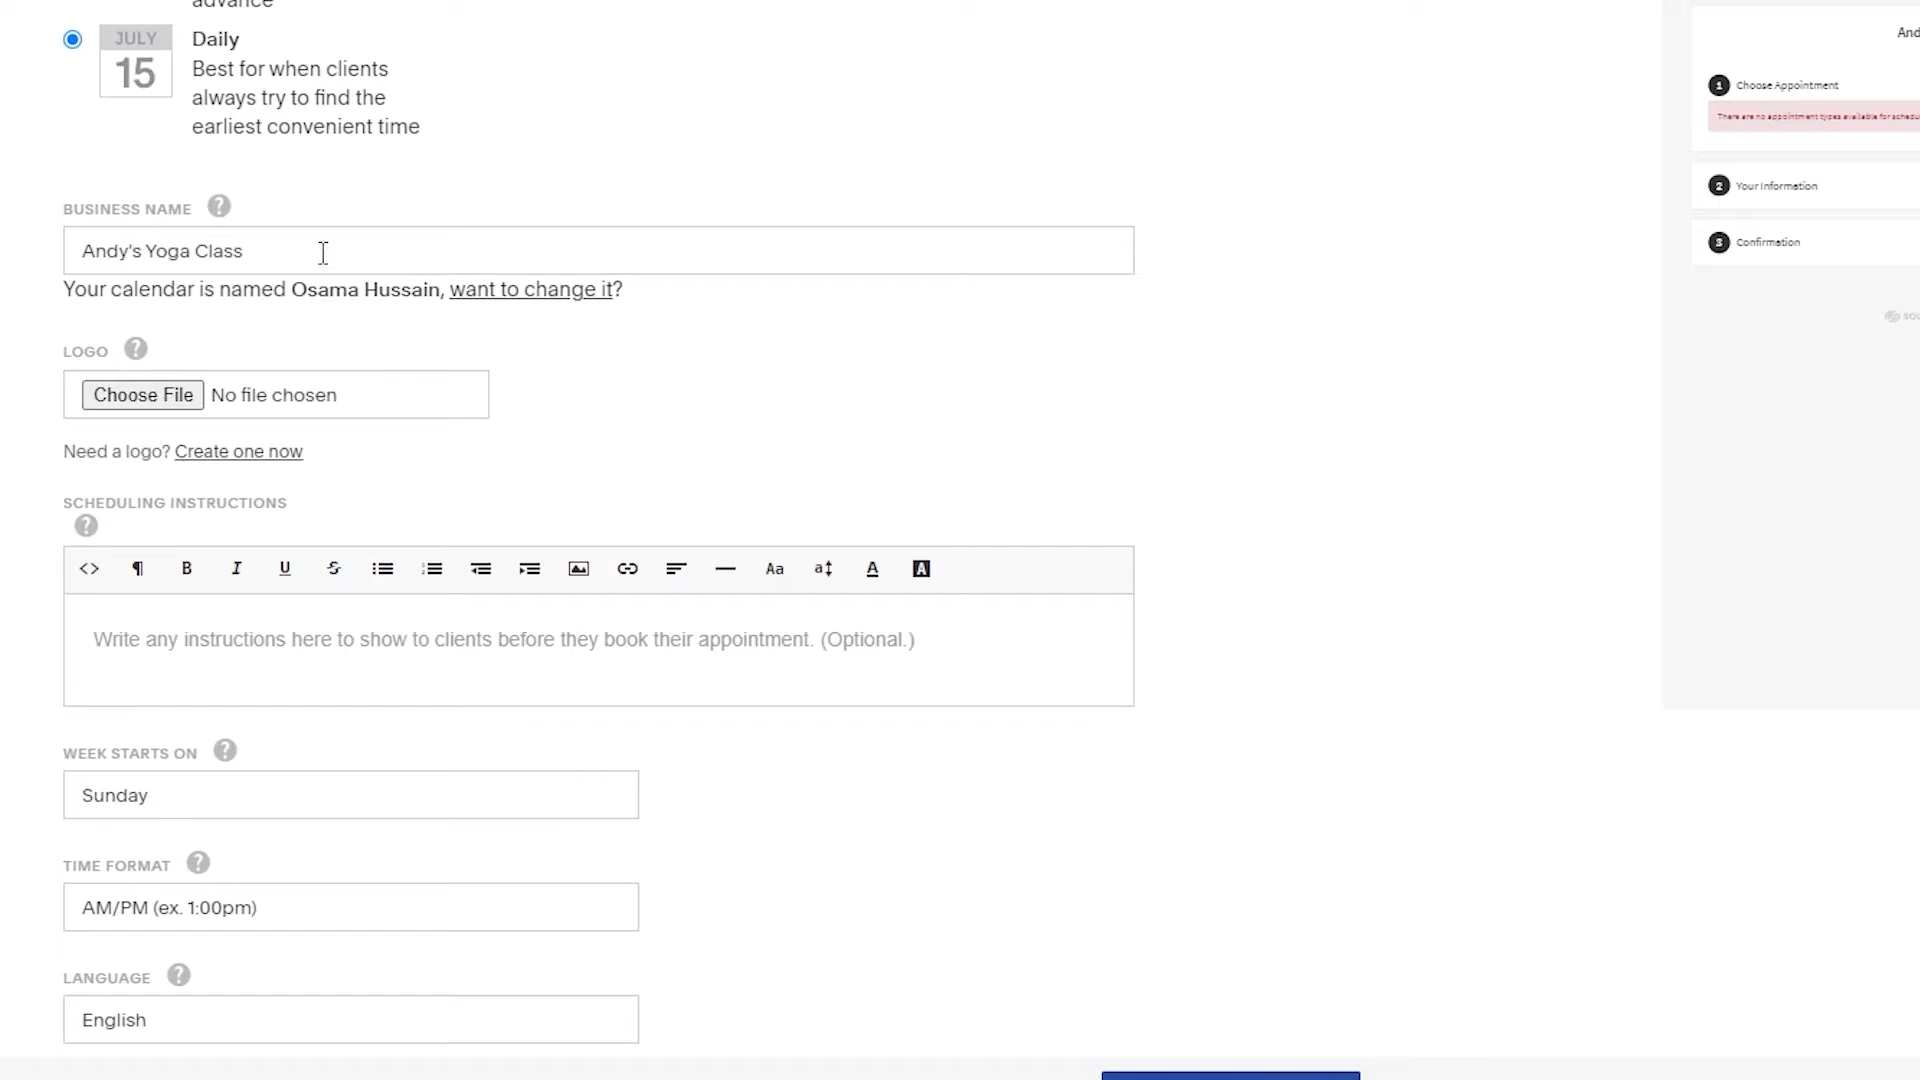 advance
JULY
15
Daily
Best for when clients
always try to find the
earliest convenient time
BUSINESS NAME ?
Andy's Yoga Class
Your calendar is named Osama Hussain, want to change it?
LOGO ?
Choose File No file chosen
Need a logo? Create one now
SCHEDULING INSTRUCTIONS
?
<> ¶ B I U S Aa a A A
Write any instructions here to show to clients before they book their appointment. (Optional.)
WEEK STARTS ON ?
Sunday
TIME FORMAT ?
AM/PM (ex. 1:00pm)
LANGUAGE ?
English
And
1 Choose Appointment
There are no appointment types available for schedu
2 Your Information
3 Confirmation